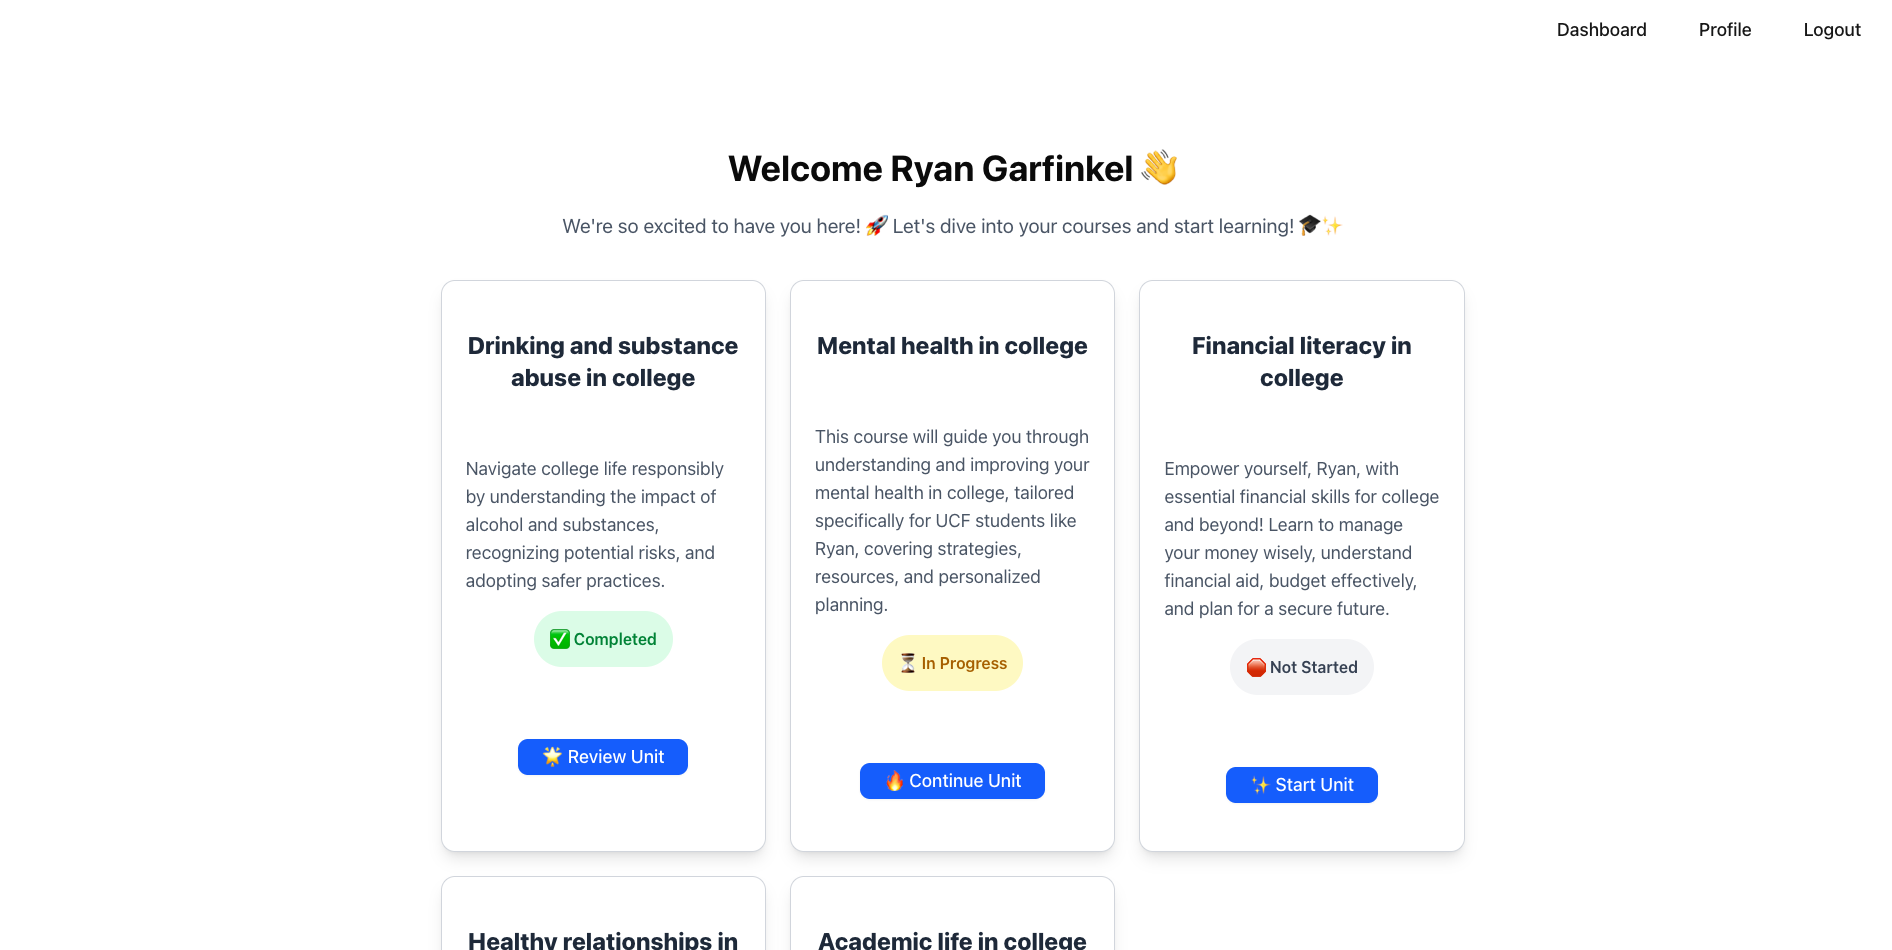 Dashboard Profile Logout
Welcome Ryan Garfinkel 👋
We're so excited to have you here! 🚀 Let's dive into your courses and start learning! 🎓✨
Drinking and substance
abuse in college
Navigate college life responsibly
by understanding the impact of
alcohol and substances,
recognizing potential risks, and
adopting safer practices.
✅ Completed
🌟 Review Unit
Mental health in college
This course will guide you through
understanding and improving your
mental health in college, tailored
specifically for UCF students like
Ryan, covering strategies,
resources, and personalized
planning.
⏳ In Progress
🔥 Continue Unit
Financial literacy in
college
Empower yourself, Ryan, with
essential financial skills for college
and beyond! Learn to manage
your money wisely, understand
financial aid, budget effectively,
and plan for a secure future.
🛑 Not Started
✨ Start Unit
Healthy relationships in
Academic life in college